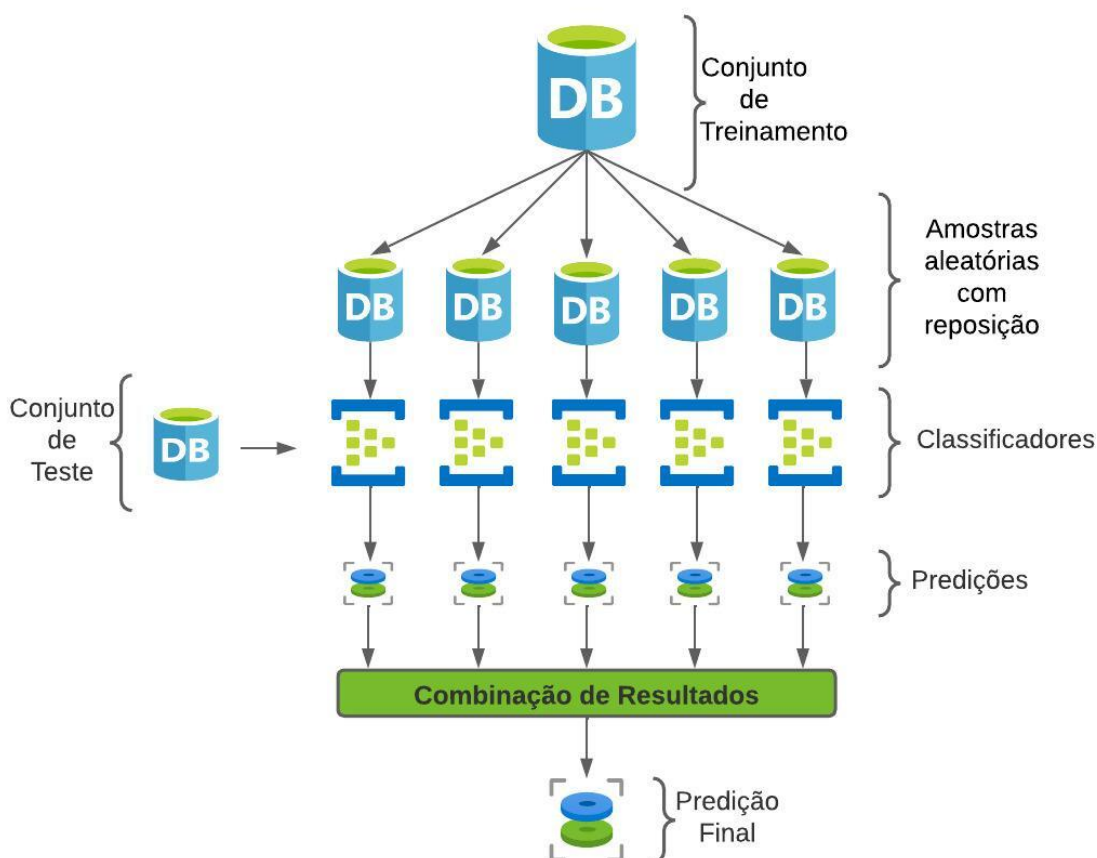 DB
Conjunto
de
Treinamento
Amostras
aleatórias
com
reposição
DB
DB
DB
DB
DB
Conjunto
de
Teste
DB
Classificadores
Predições
Combinação de Resultados
Predição
Final